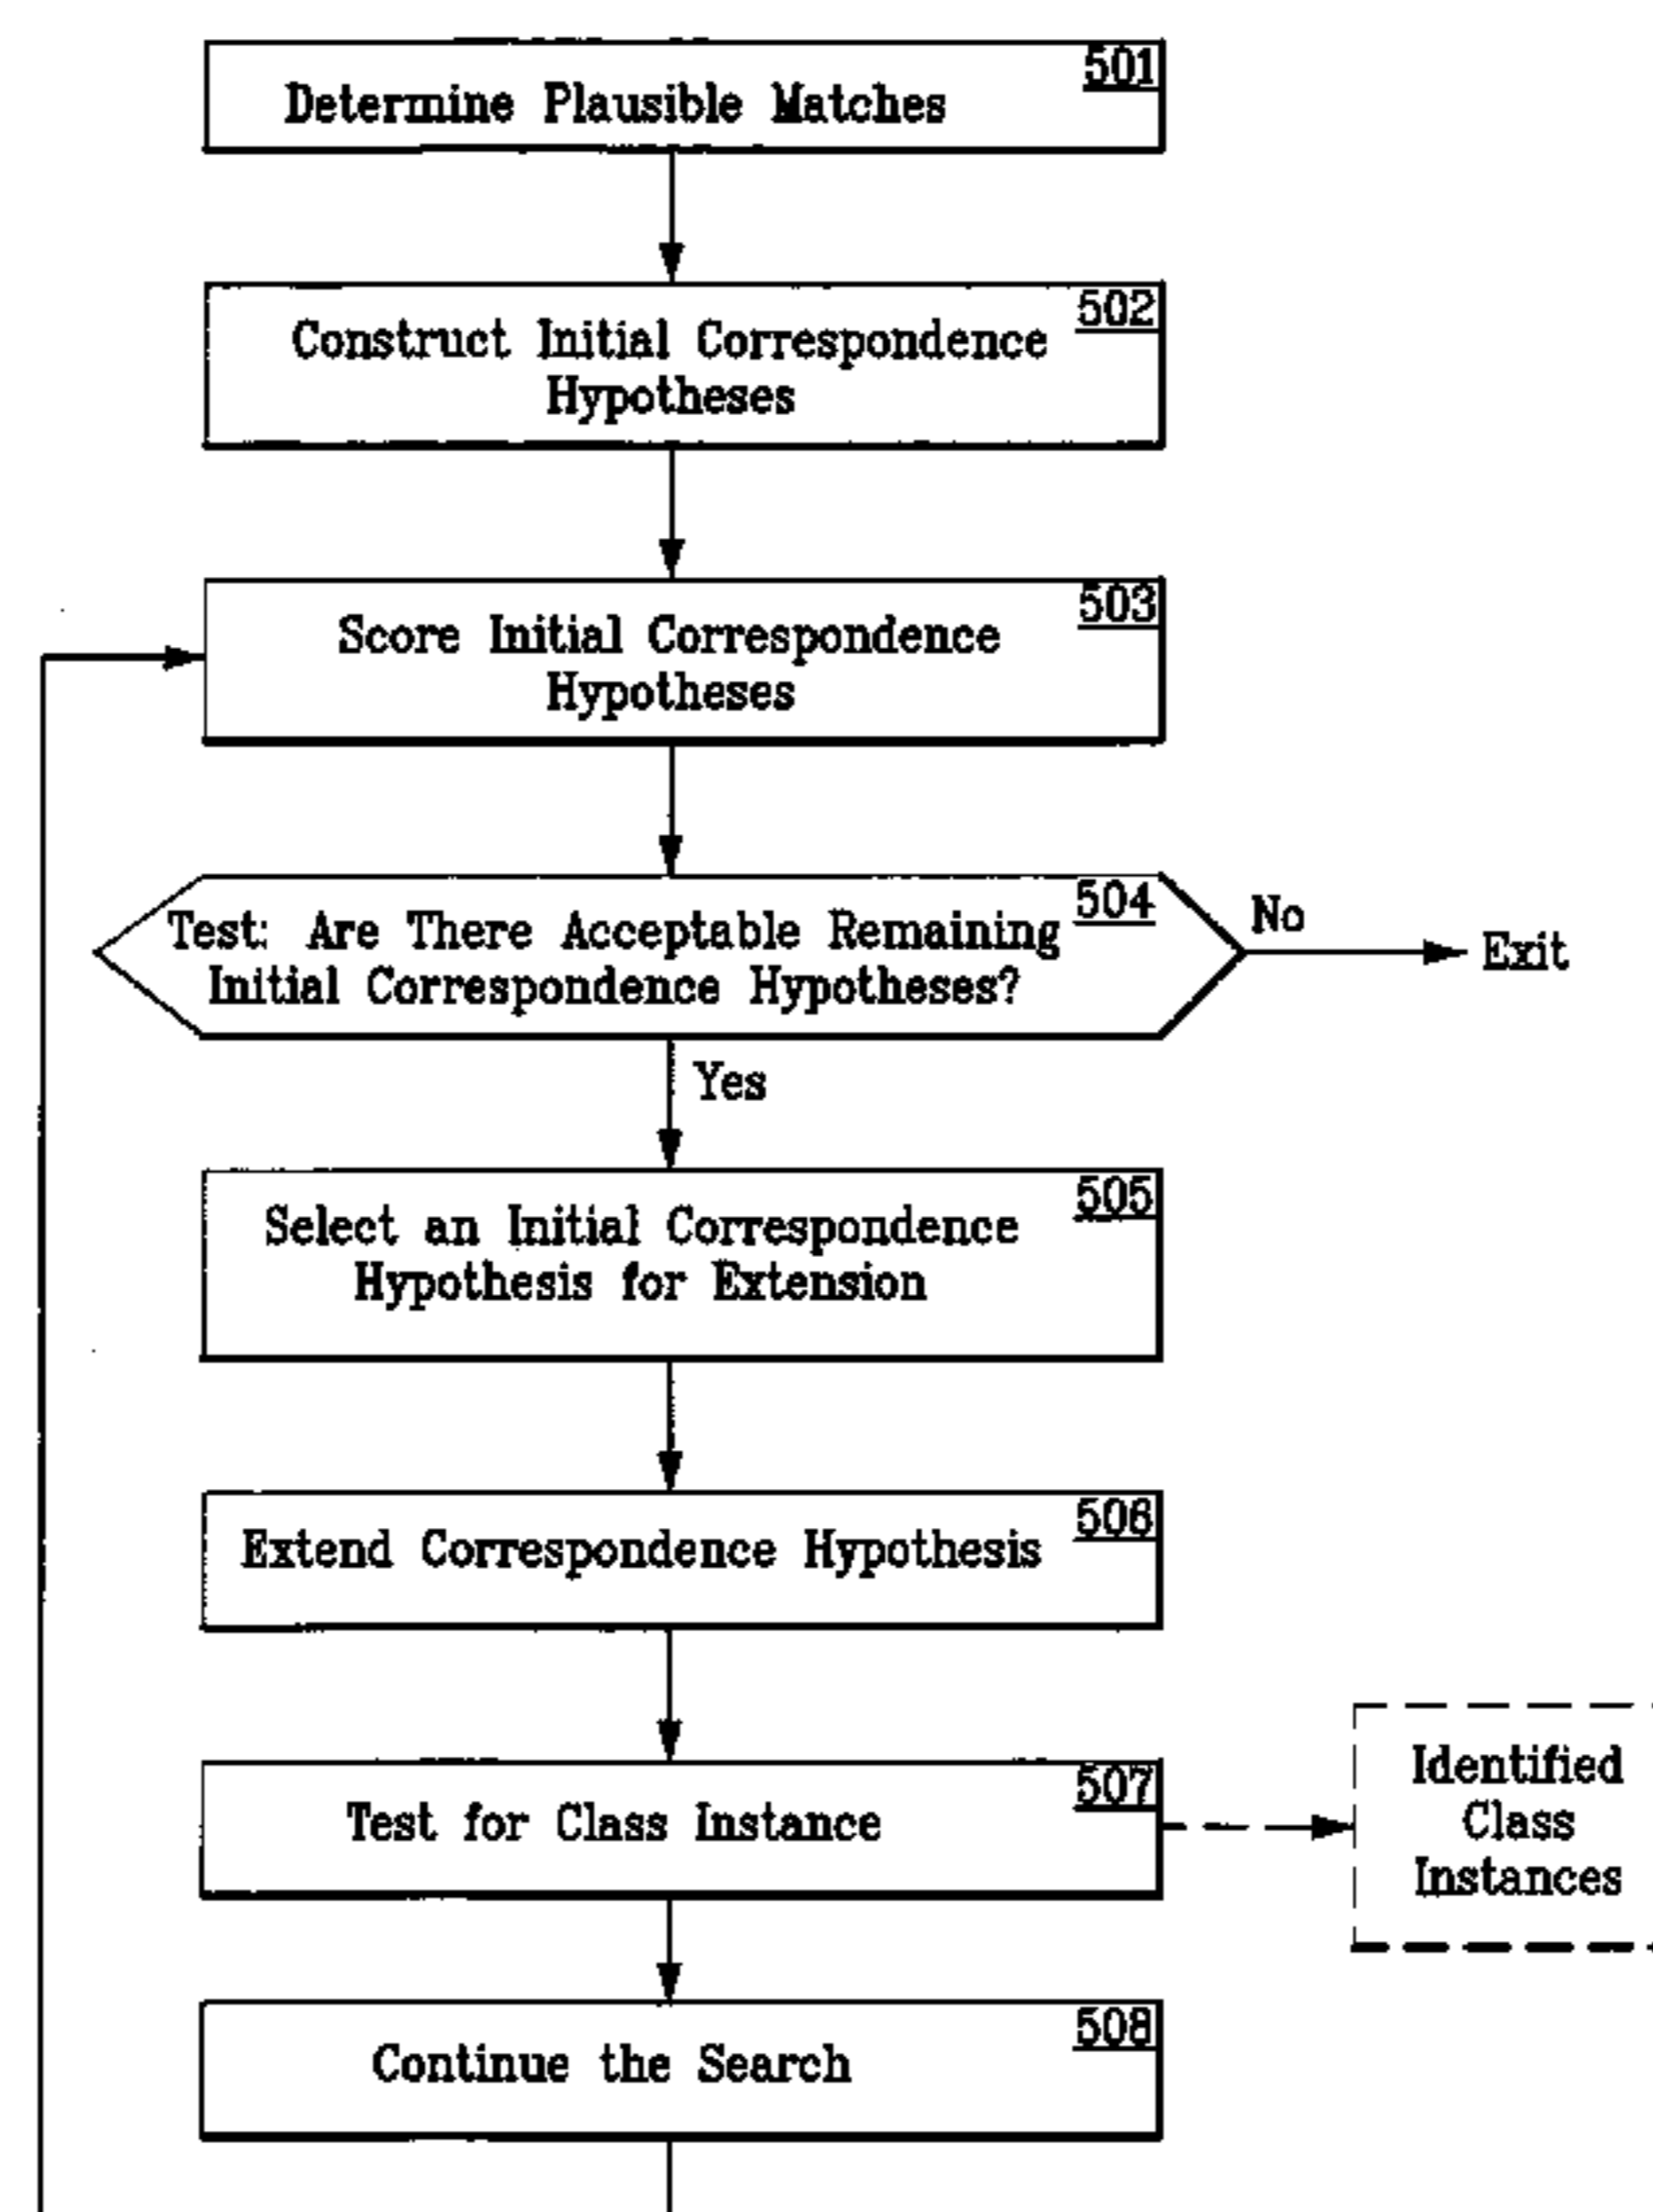 501
Determine Plausible Matches
502
Construct Initial Correspondence
Hypotheses
503
Score Initial Correspondence
Hypotheses
504
Test: Are There Acceptable Remaining
Initial Correspondence Hypotheses?
No
Exit
Yes
505
Select an Initial Correspondence
Hypothesis for Extension
506
Extend Correspondence Hypothesis
507
Test for Class Instance
Identified
Class
Instances
508
Continue the Search